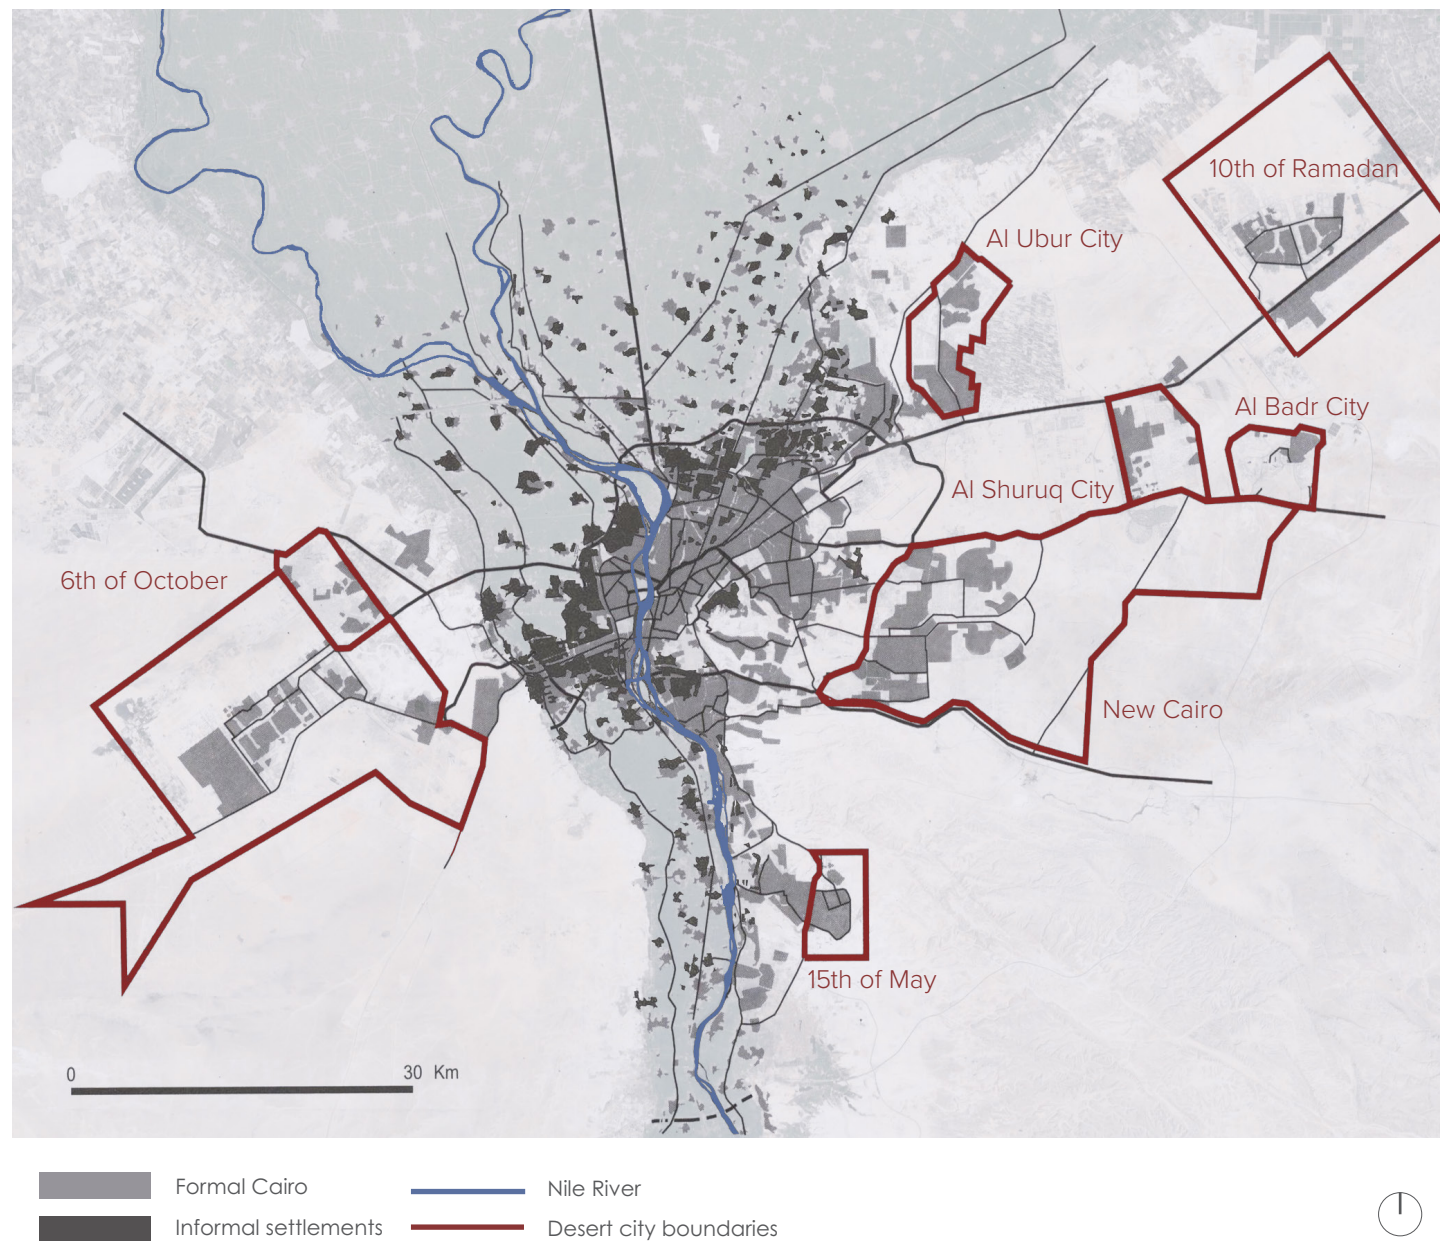 10th of Ramadan
Al Ubur City
Al Badr City
Al Shuruq City
6th of October
New Cairo
15th of May
0 30 Km
Formal Cairo
Nile River
Informal settlements
Desert city boundaries